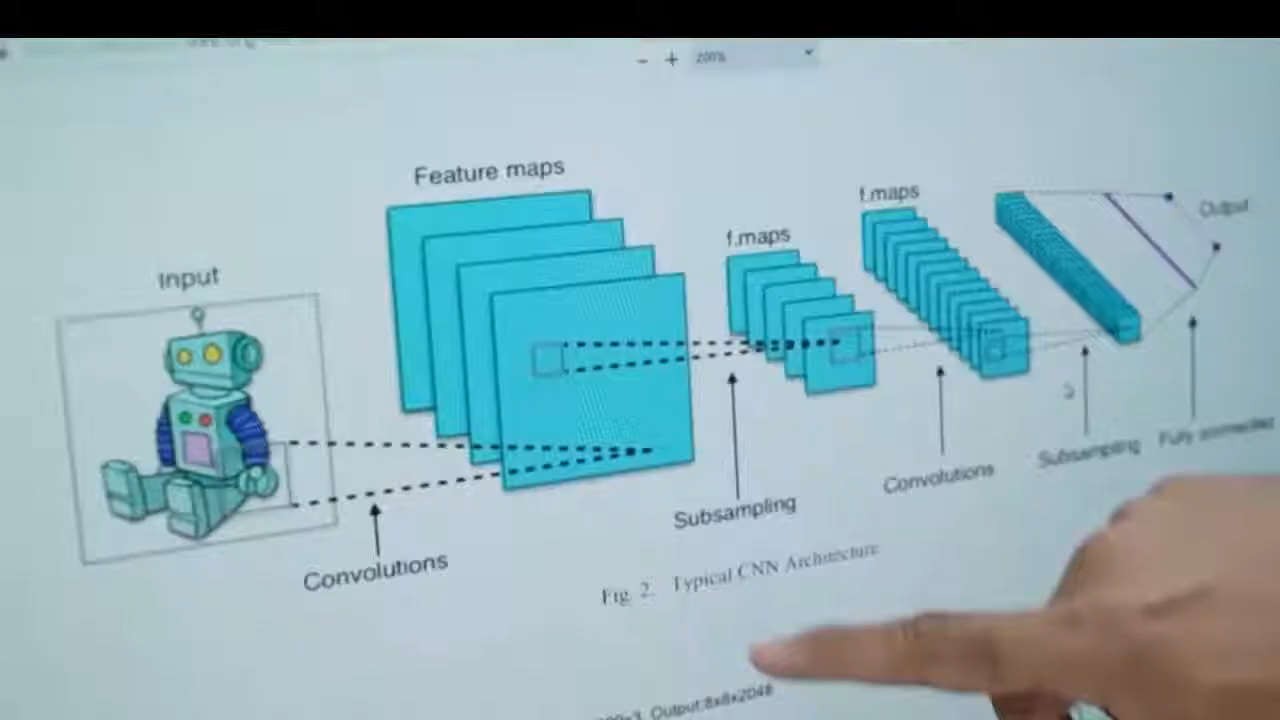 - + 200%
Feature maps
f.maps
f.maps
Output
Input
Convolutions
Subsampling
Convolutions
Subsampling
Fully connected
Fig. 2. Typical CNN Architecture
Output:8x8x2048